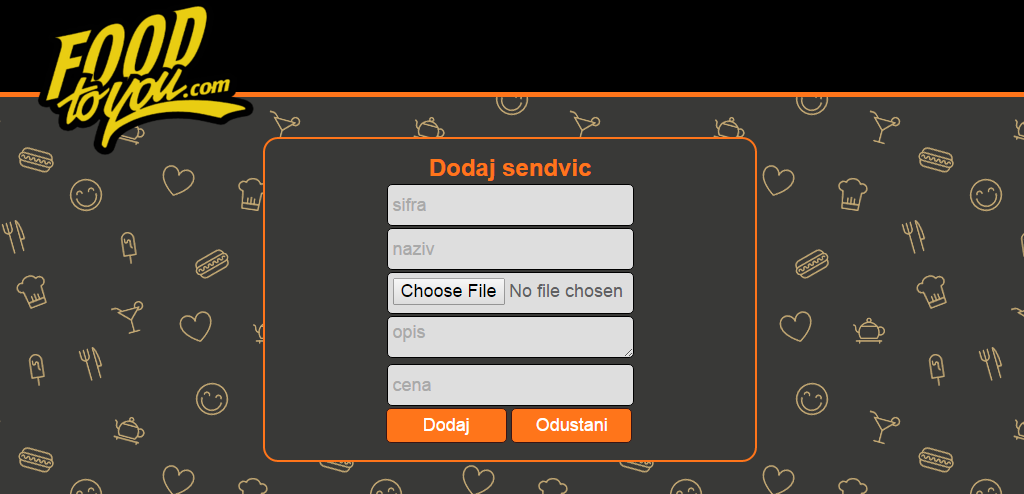 FOOD
to you.com
Dodaj sendvic
sifra
naziv
Choose File No file chosen
opis
cena
Dodaj Odustani